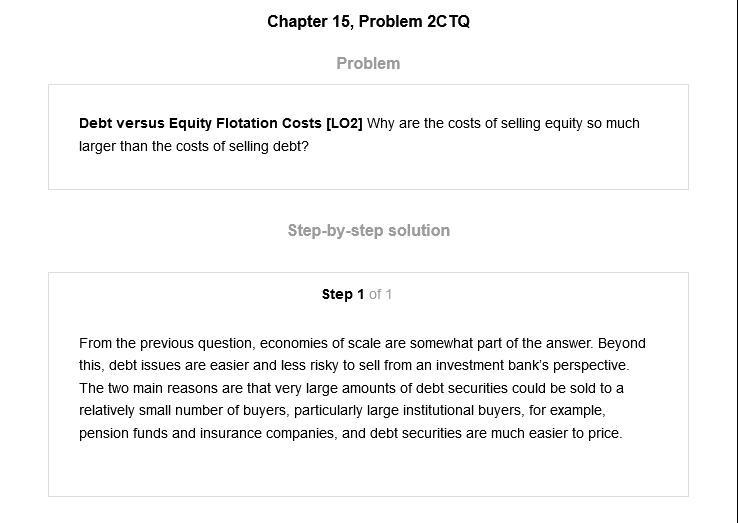 Chapter 15, Problem 2CTQ
Problem
Debt versus Equity Flotation Costs [LO2] Why are the costs of selling equity so much
larger than the costs of selling debt?
Step-by-step solution
Step 1 of 1
From the previous question, economies of scale are somewhat part of the answer. Beyond
this, debt issues are easier and less risky to sell from an investment bank's perspective.
The two main reasons are that very large amounts of debt securities could be sold to a
relatively small number of buyers, particularly large institutional buyers, for example,
pension funds and insurance companies, and debt securities are much easier to price.